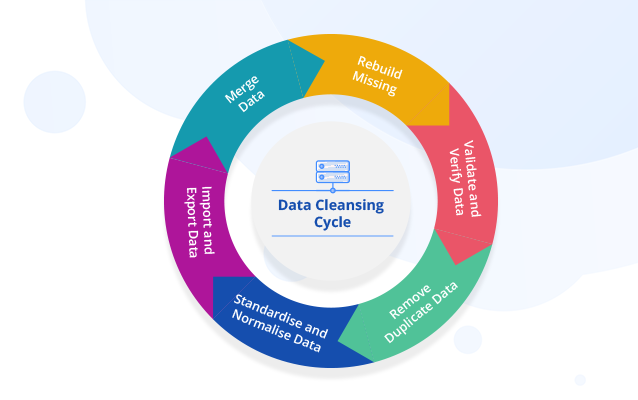 Rebuild
Missing
Validate and
Verify Data
Remove
Duplicate Data
Standardise and
Normalise Data
Import and
Export Data
Merge
Data
Data Cleansing
Cycle